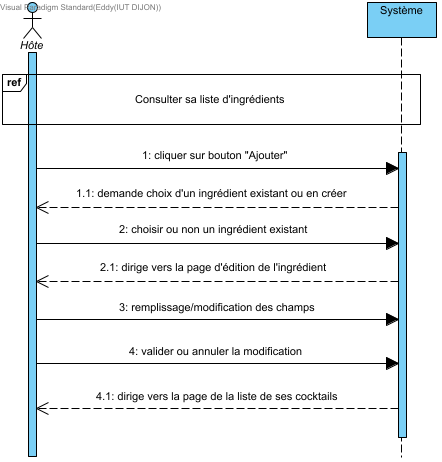 Visual Paradigm Standard(Eddy(IUT DIJON))
Système
Hôte
ref
Consulter sa liste d'ingrédients
1: cliquer sur bouton "Ajouter"
1.1: demande choix d'un ingrédient existant ou en créer
2: choisir ou non un ingrédient existant
2.1: dirige vers la page d'édition de l'ingrédient
3: remplissage/modification des champs
4: valider ou annuler la modification
4.1: dirige vers la page de la liste de ses cocktails